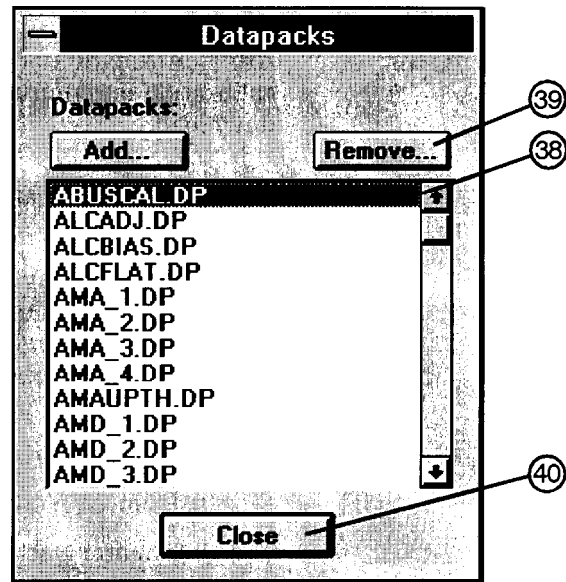 Datapacks
Datapacks:
Add... Remove...
39
38
ABUSCAL.DP
ALCADJ.DP
ALCBIAS.DP
ALCFLAT.DP
AMA_1.DP
AMA_2.DP
AMA_3.DP
AMA_4.DP
AMAUPTH.DP
AMD_1.DP
AMD_2.DP
AMD_3.DP
40
Close